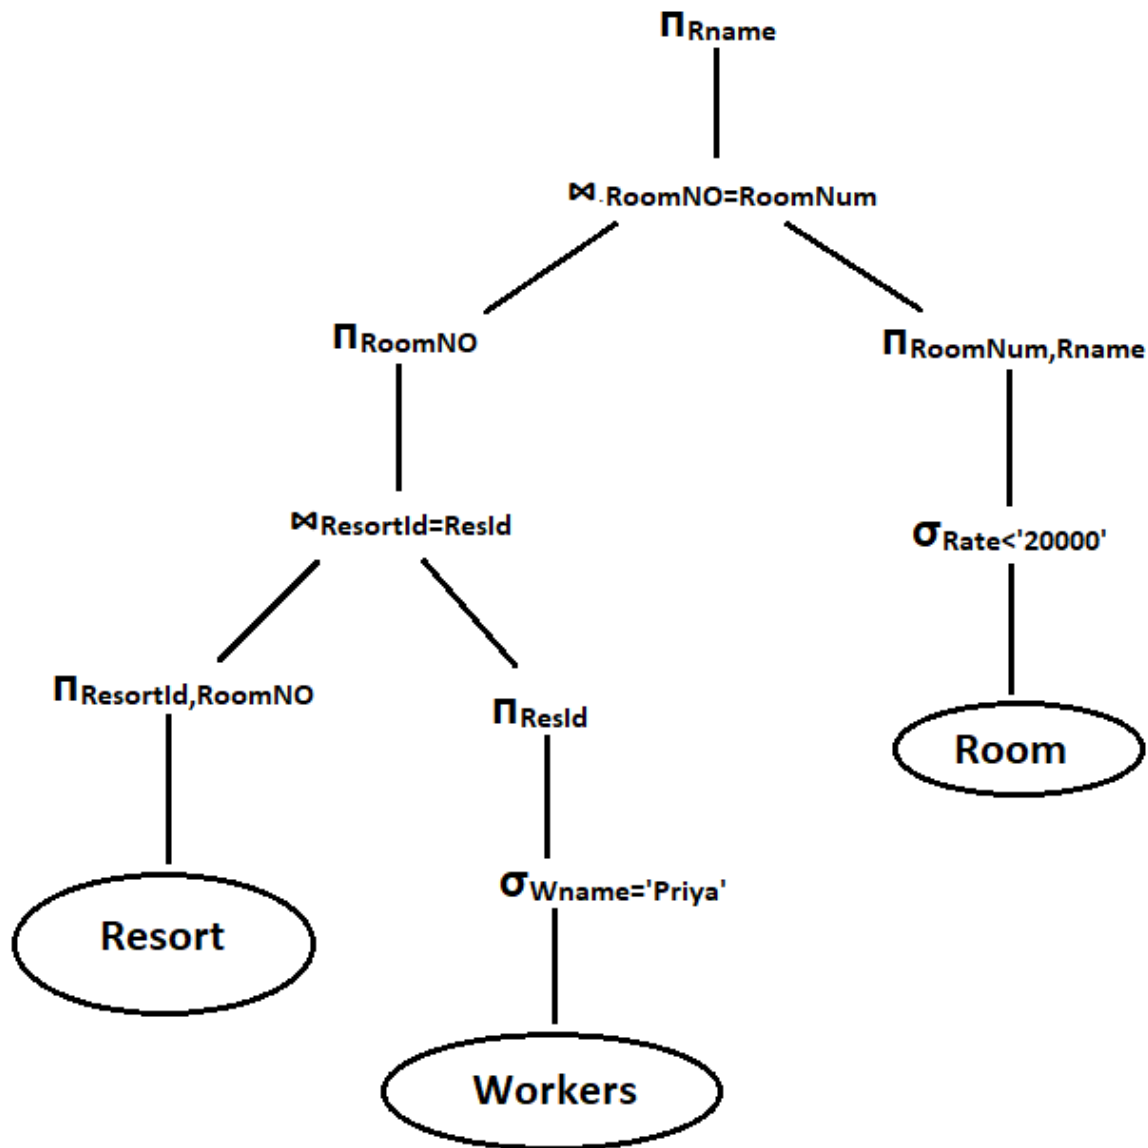 ΠRname
⋈.RoomNO=RoomNum
ΠRoomNO
ΠRoomNum,Rname
⋈ResortId=ResId
σRate<'20000'
ΠResortId,RoomNO
ΠResId
Room
σWname='Priya'
Resort
Workers